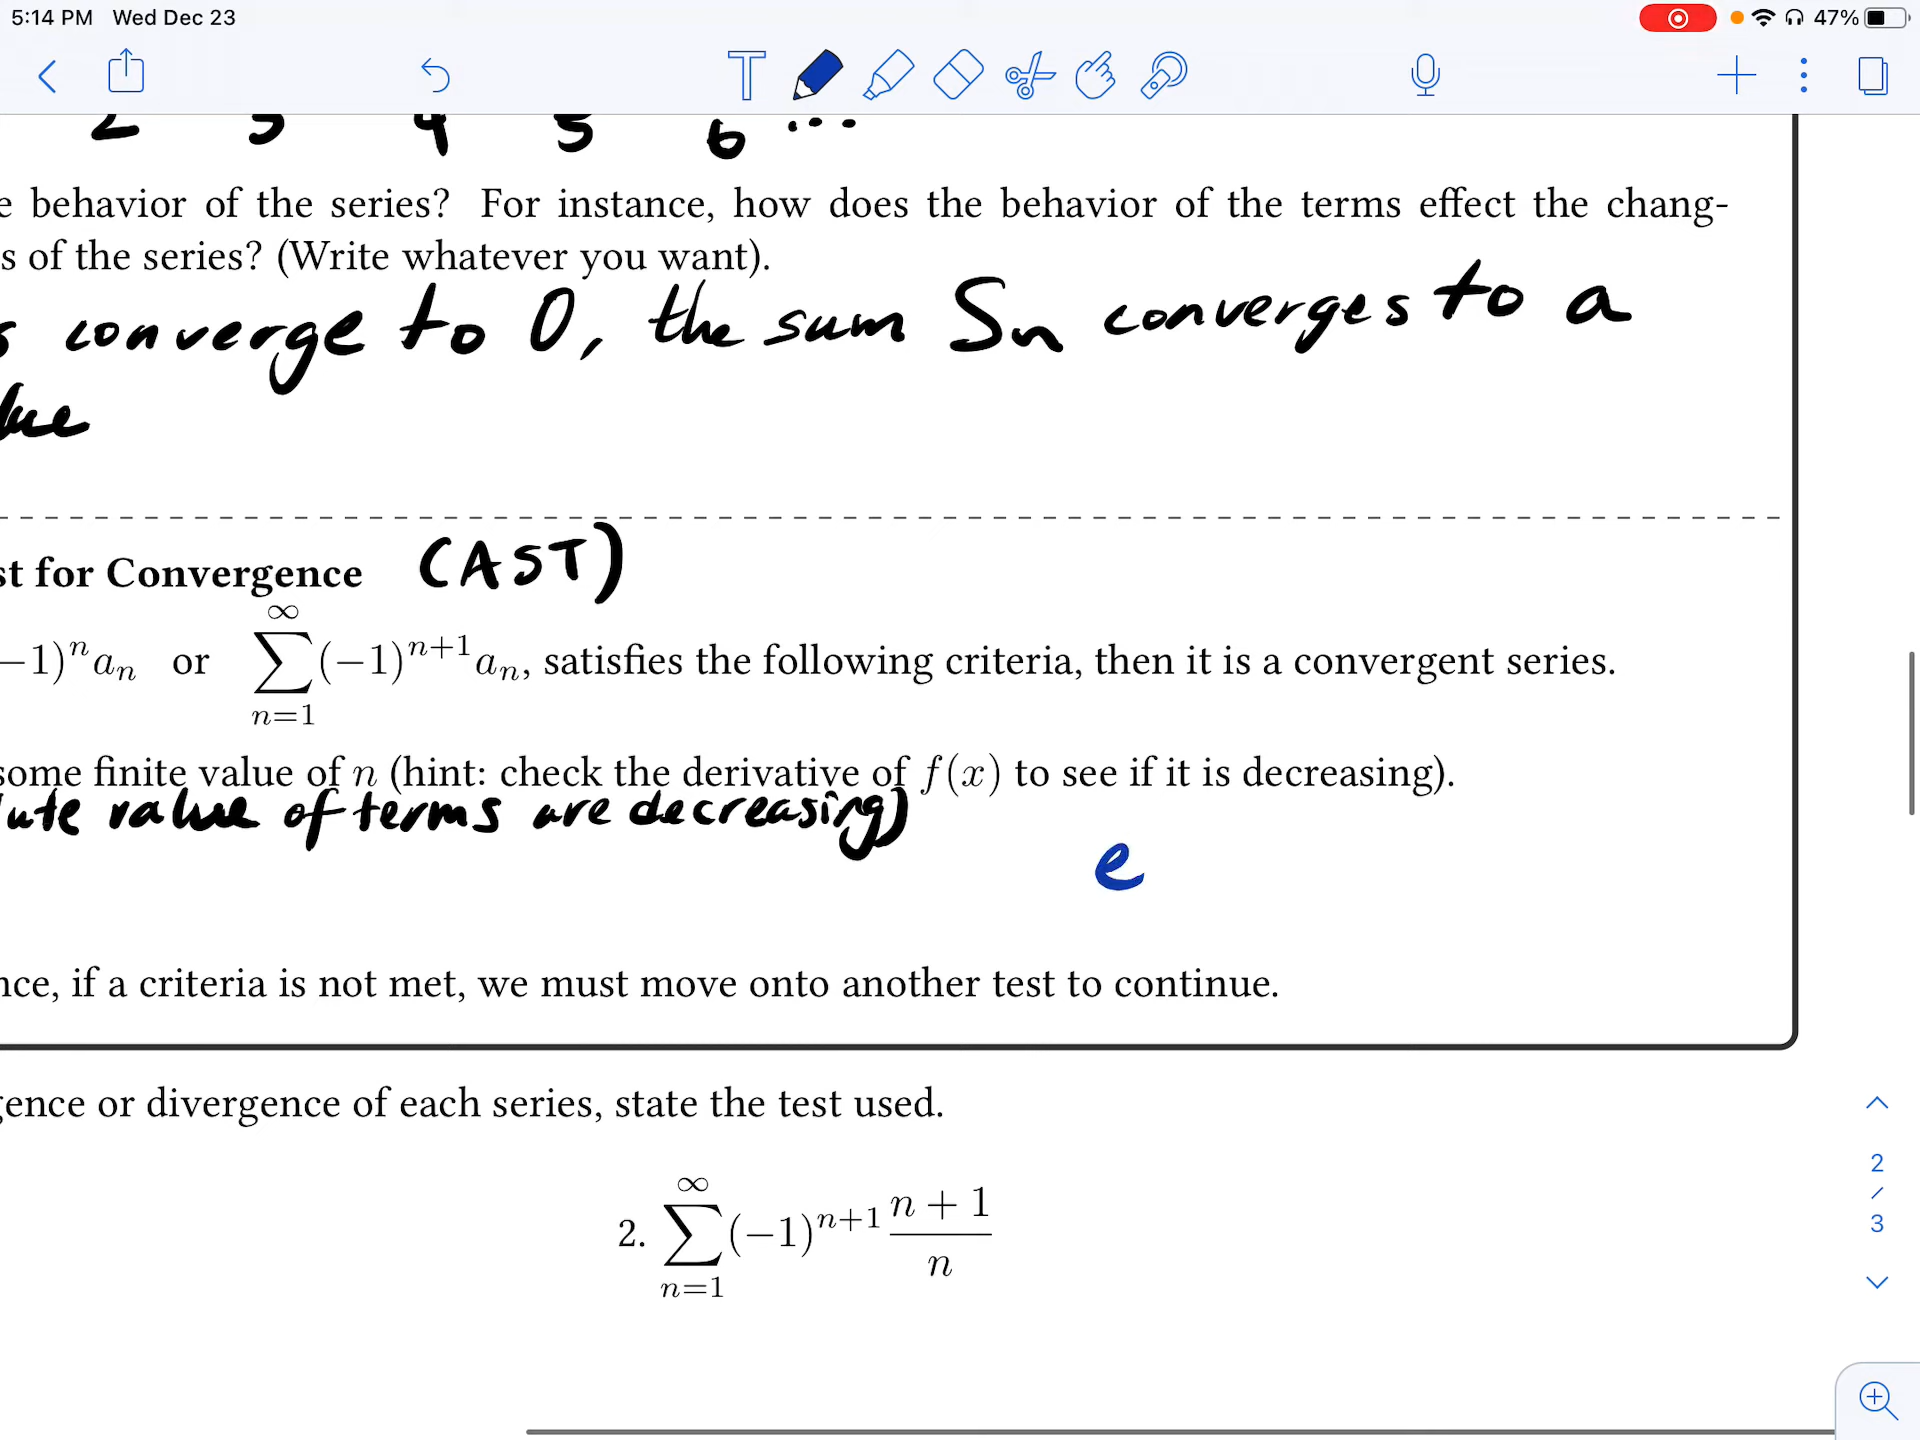 5:14 PM Wed Dec 23 47%
2 3 4 5 6 ...
e behavior of the series? For instance, how does the behavior of the terms effect the chang-
s of the series? (Write whatever you want).
s converge to 0, the sum Sn converges to a
lue
st for Convergence (AST)
−1)ⁿaₙ or ∑_{n=1}^{∞}(−1)ⁿ⁺¹aₙ, satisfies the following criteria, then it is a convergent series.
some finite value of n (hint: check the derivative of f(x) to see if it is decreasing).
lute value of terms are decreasing)
e
nce, if a criteria is not met, we must move onto another test to continue.
gence or divergence of each series, state the test used.
2. ∑_{n=1}^{∞}(−1)ⁿ⁺¹ (n + 1)/n
2
/
3